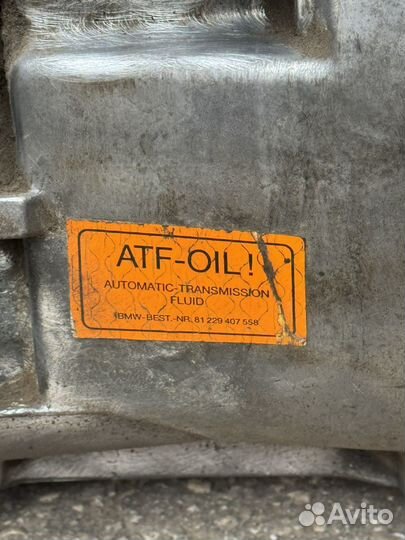 ATF-OIL!
AUTOMATIC-TRANSMISSION
FLUID
(BMW-BEST.-NR. 81 229 407 558
Avito